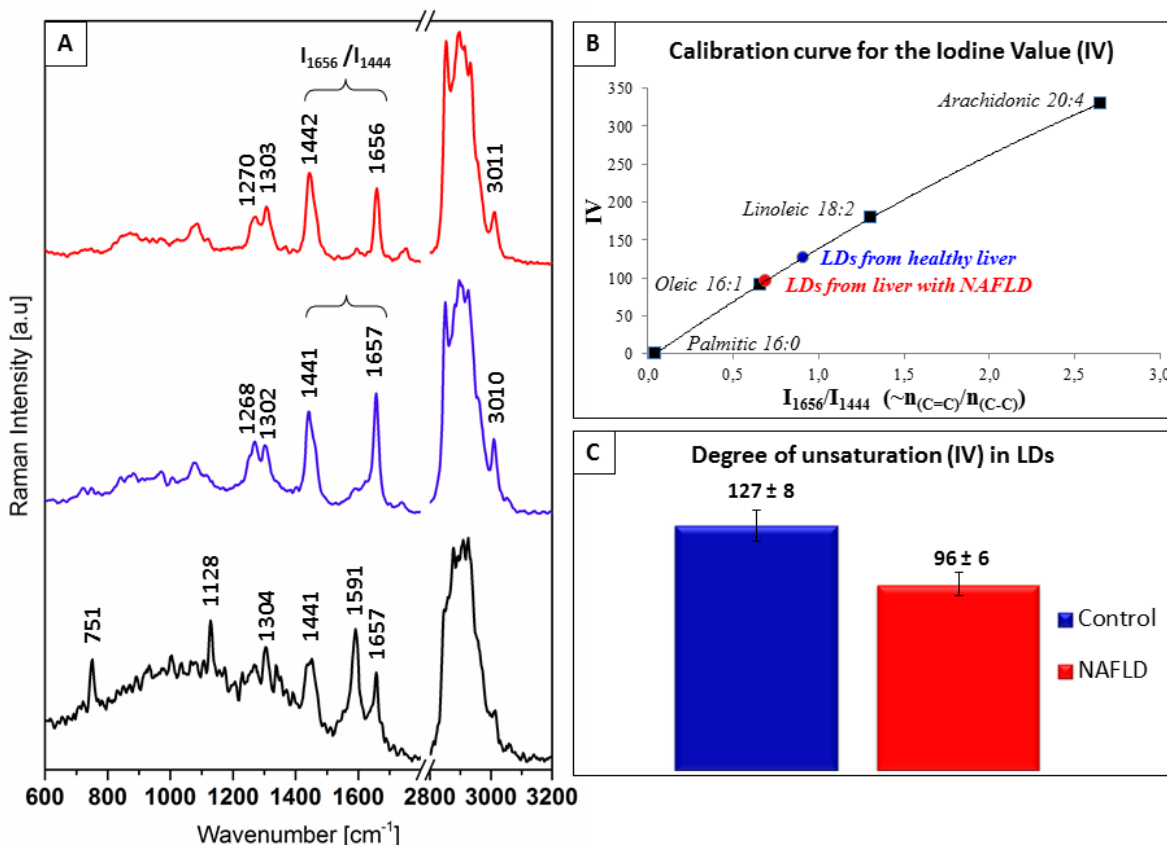 A
I₁₆₅₆ /I₁₄₄₄
1270
1303
1442
1656
3011
1268
1302
1441
1657
3010
751
1128
1304
1441
1591
1657
Raman Intensity [a.u]
600 800 1000 1200 1400 1600 2800 3000 3200
Wavenumber [cm⁻¹]
B
Calibration curve for the Iodine Value (IV)
350
300
250
200
150
100
50
0
IV
Arachidonic 20:4
Linoleic 18:2
LDs from healthy liver
Oleic 16:1
LDs from liver with NAFLD
Palmitic 16:0
0,0 0,5 1,0 1,5 2,0 2,5 3,0
I₁₆₅₆/I₁₄₄₄ (~n₍C=C₎/n₍C-C₎)
C
Degree of unsaturation (IV) in LDs
127 ± 8
96 ± 6
Control
NAFLD